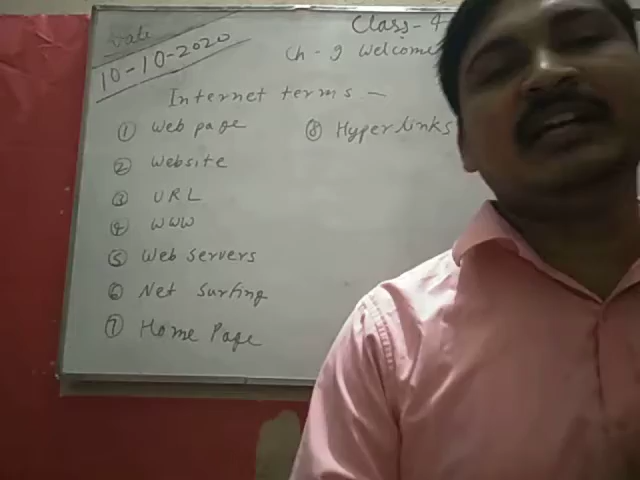 Date
10-10-2020
Class-4
Ch-9 Welcome
Internet terms -
① Web page
② Website
③ URL
④ WWW
⑤ Web servers
⑥ Net surfing
⑦ Home Page
⑧ Hyperlinks